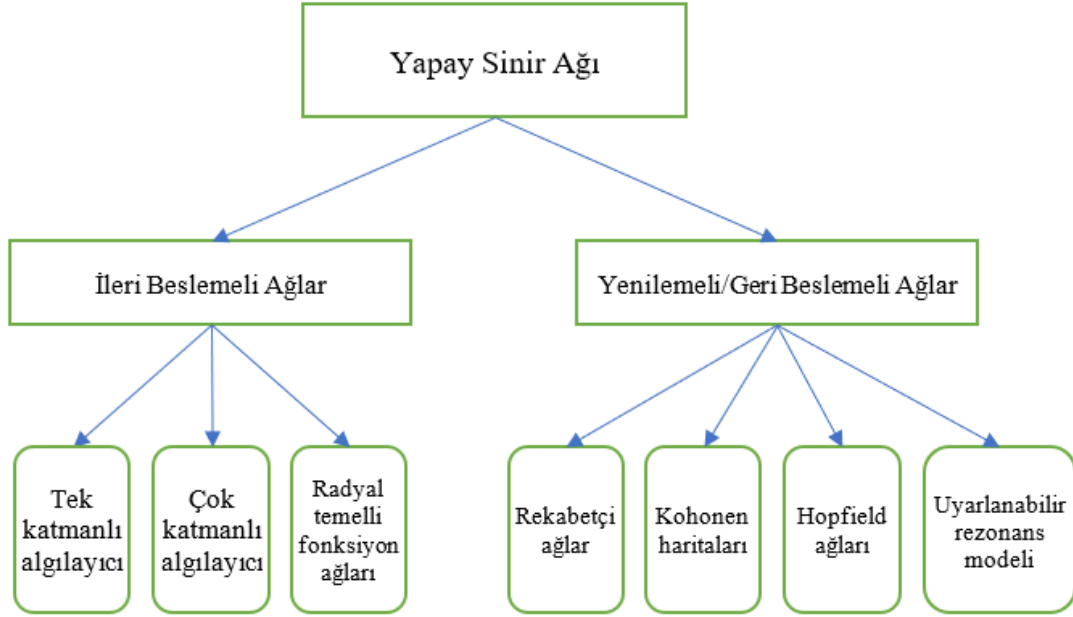 Yapay Sinir Ağı
İleri Beslemeli Ağlar
Yenilemeli/Geri Beslemeli Ağlar
Tek
katmanlı
algılayıcı
Çok
katmanlı
algılayıcı
Radyal
temelli
fonksiyon
ağları
Rekabetçi
ağlar
Kohonen
haritaları
Hopfield
ağları
Uyarlanabilir
rezonans
modeli